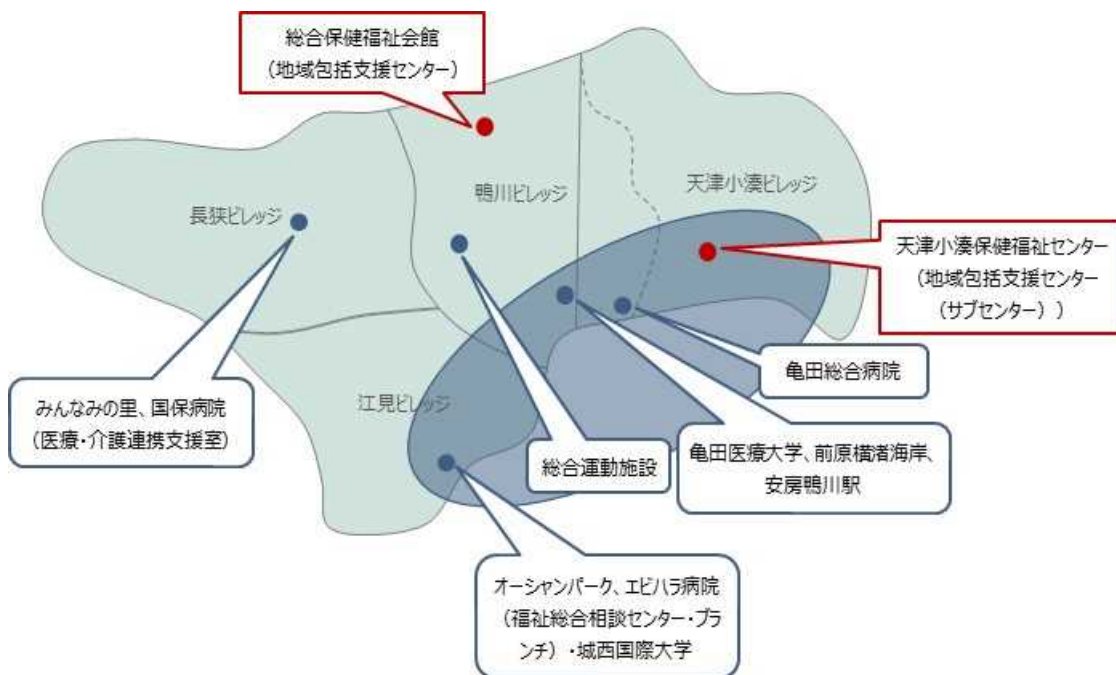 総合保健福祉会館
（地域包括支援センター）
鴨川ビレッジ
天津小湊ビレッジ
長狭ビレッジ
天津小湊保健福祉センター
（地域包括支援センター
（サブセンター））
亀田総合病院
江見ビレッジ
みんなみの里、国保病院
（医療・介護連携支援室）
総合運動施設
亀田医療大学、前原横渚海岸、
安房鴨川駅
オーシャンパーク、エビハラ病院
（福祉総合相談センター・ブラ
ンチ）・城西国際大学